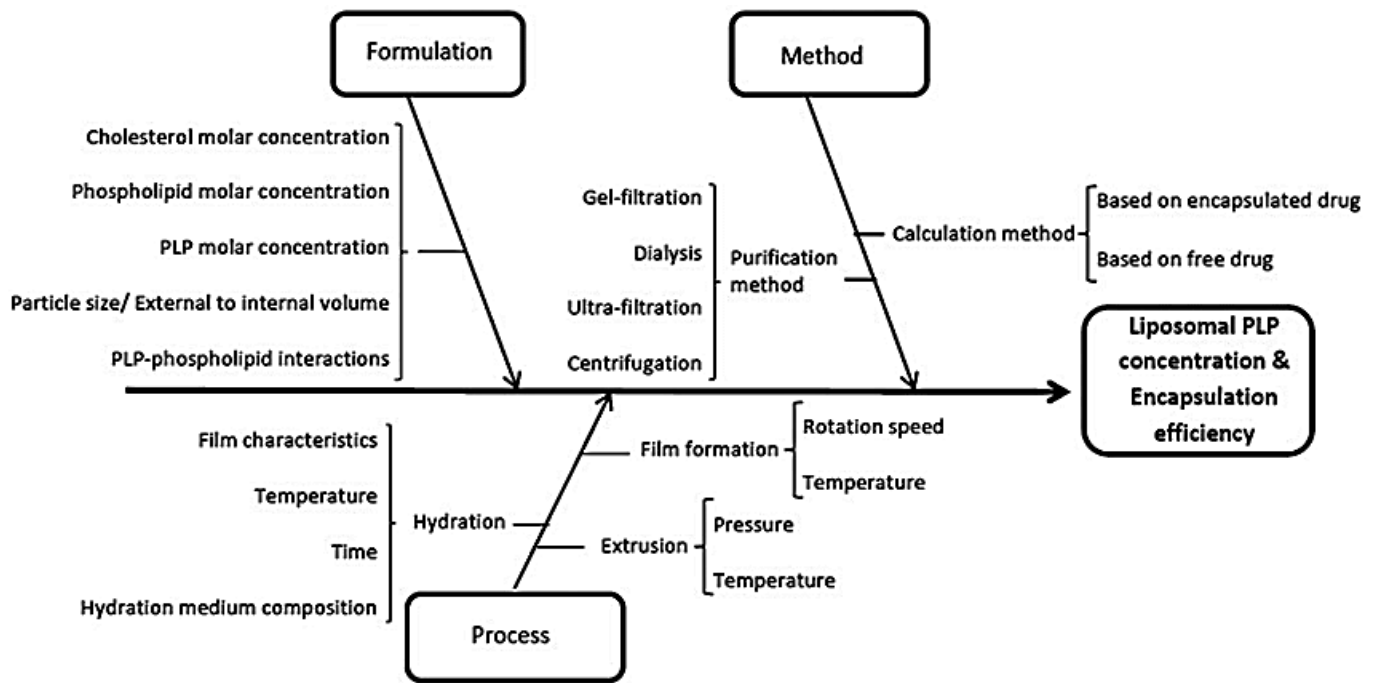 Formulation
Cholesterol molar concentration
Phospholipid molar concentration
PLP molar concentration
Particle size/ External to internal volume
PLP-phospholipid interactions
Method
Gel-filtration
Dialysis
Ultra-filtration
Centrifugation
Purification
method
Calculation method
Based on encapsulated drug
Based on free drug
Liposomal PLP
concentration &
Encapsulation
efficiency
Film characteristics
Temperature
Time
Hydration medium composition
Hydration
Film formation
Rotation speed
Temperature
Extrusion
Pressure
Temperature
Process